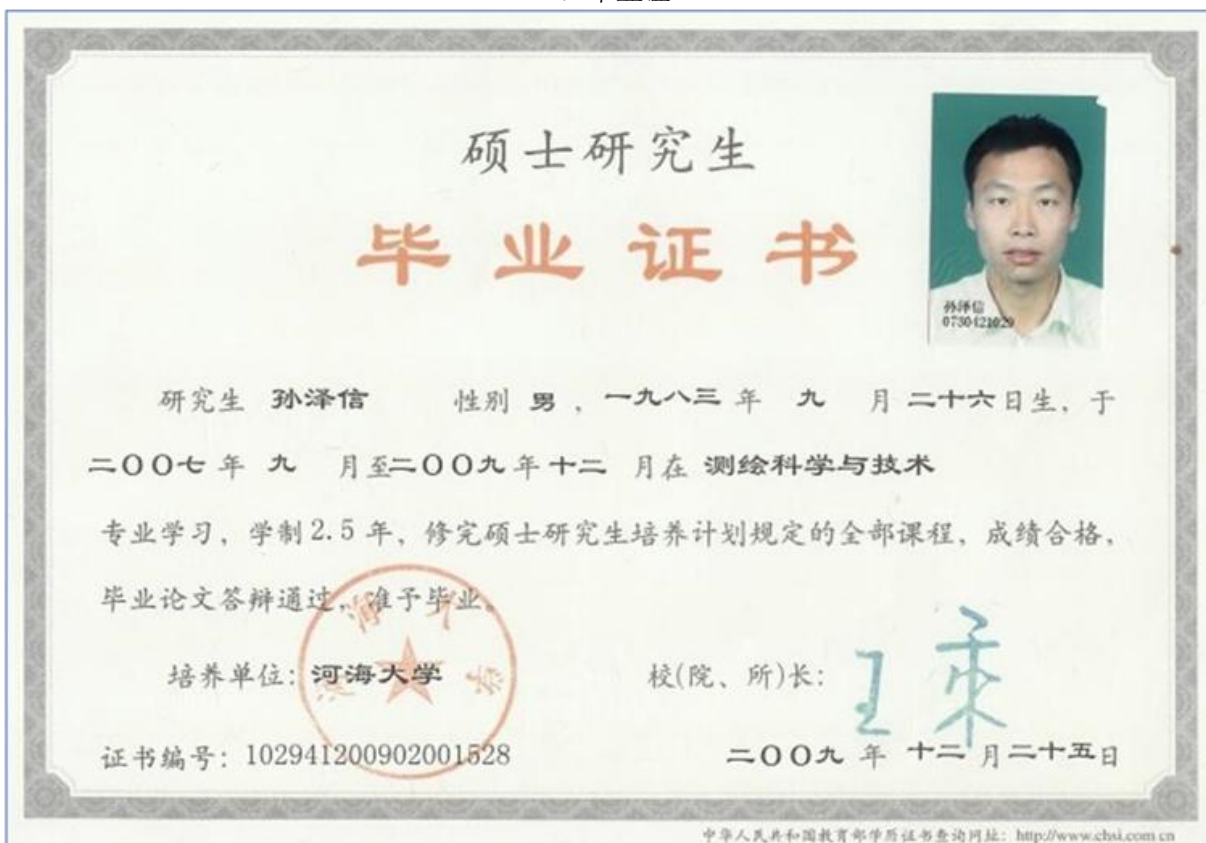 硕士研究生
毕业证书
孙泽信
0730421029
研究生 孙泽信 性别 男 ，一九八三 年 九 月 二十六日生，于
二〇〇七 年 九 月至二〇〇九年十二 月在 测绘科学与技术
专业学习，学制2.5年，修完硕士研究生培养计划规定的全部课程，成绩合格，
毕业论文答辩通过，准予毕业。
培养单位：河海大学 校(院、所)长：
证书编号：102941200902001528 二〇〇九 年 十二 月二十五日
中华人民共和国教育部学历证书查询网址：http://www.chsi.com.cn